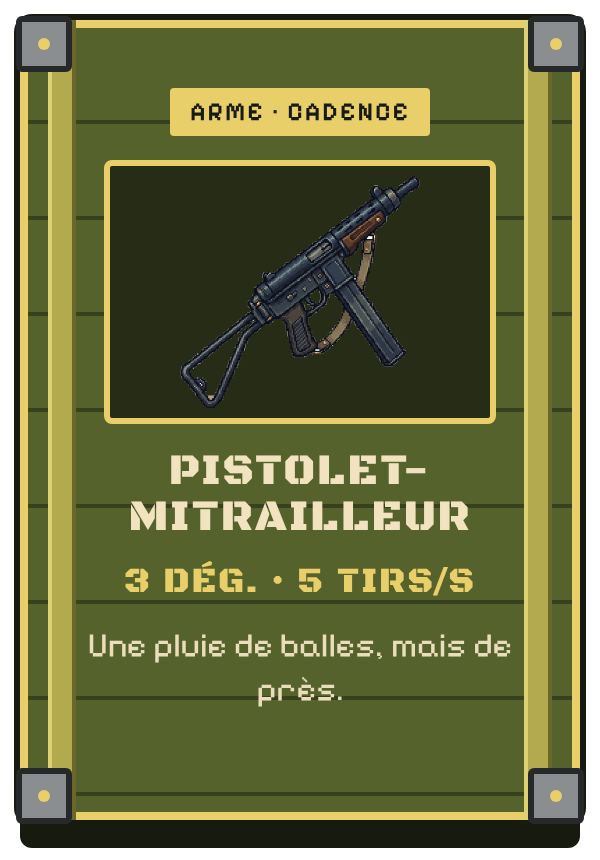 ARME · CADENCE
PISTOLET-
MITRAILLEUR
3 DÉG. • 5 TIRS/S
Une pluie de balles, mais de
près.